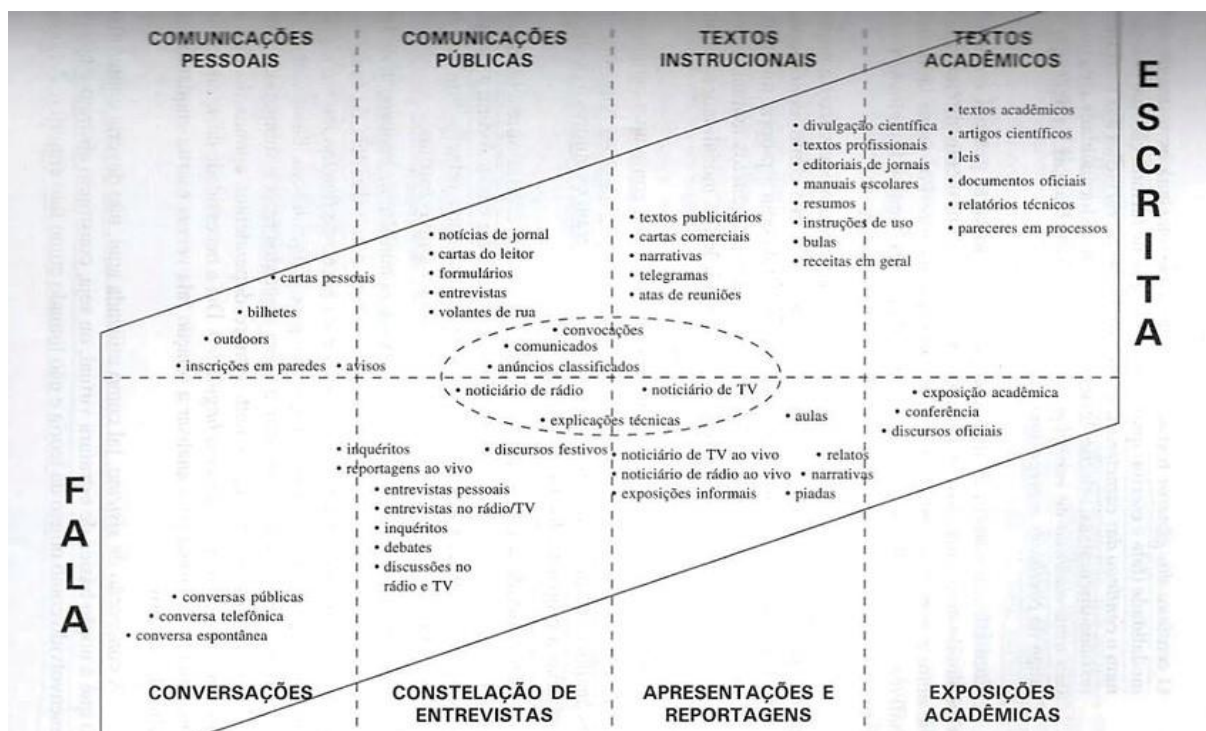 COMUNICAÇÕES
PESSOAIS
COMUNICAÇÕES
PÚBLICAS
TEXTOS
INSTRUCIONAIS
TEXTOS
ACADÊMICOS
ESCRITA
FALA
• cartas pessoais
• bilhetes
• outdoors
• inscrições em paredes
• avisos
• notícias de jornal
• cartas do leitor
• formulários
• entrevistas
• volantes de rua
• convocações
• comunicados
• anúncios classificados
• textos publicitários
• cartas comerciais
• narrativas
• telegramas
• atas de reuniões
• divulgação científica
• textos profissionais
• editoriais de jornais
• manuais escolares
• resumos
• instruções de uso
• bulas
• receitas em geral
• textos acadêmicos
• artigos científicos
• leis
• documentos oficiais
• relatórios técnicos
• pareceres em processos
• noticiário de rádio
• noticiário de TV
• explicações técnicas
• conversas públicas
• conversa telefônica
• conversa espontânea
• inquéritos
• reportagens ao vivo
• entrevistas pessoais
• entrevistas no rádio/TV
• inquéritos
• debates
• discussões no
rádio e TV
• discursos festivos
• noticiário de TV ao vivo
• noticiário de rádio ao vivo
• exposições informais
• aulas
• relatos
• narrativas
• piadas
• exposição acadêmica
• conferência
• discursos oficiais
CONVERSAÇÕES
CONSTELAÇÃO DE
ENTREVISTAS
APRESENTAÇÕES E
REPORTAGENS
EXPOSIÇÕES
ACADÊMICAS